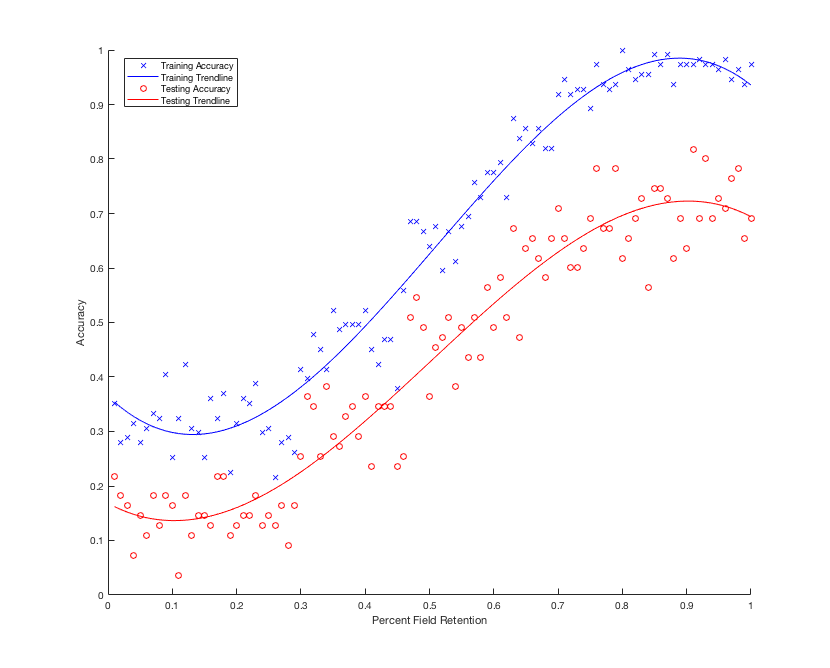 Training Accuracy
Training Trendline
Testing Accuracy
Testing Trendline
1
0.9
0.8
0.7
0.6
0.5
0.4
0.3
0.2
0.1
0
Accuracy
0 0.1 0.2 0.3 0.4 0.5 0.6 0.7 0.8 0.9 1
Percent Field Retention